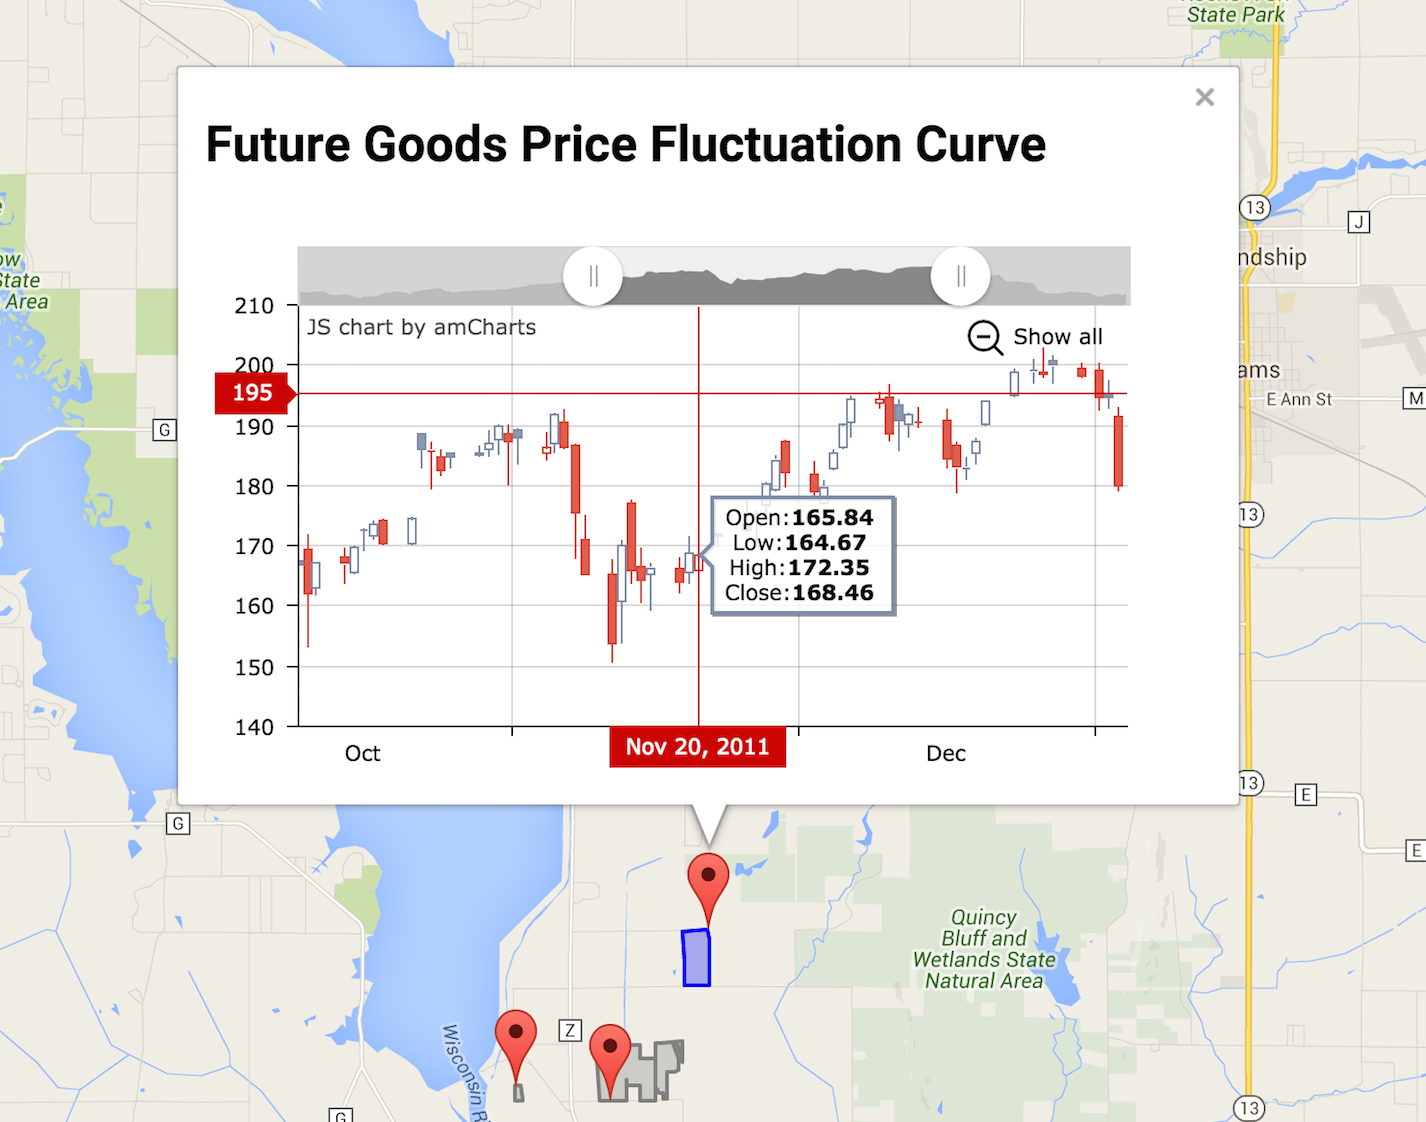 State Park
13
J
ndship
ow
State
Area
Future Goods Price Fluctuation Curve
210
JS chart by amCharts
Show all
200
195
190
180
170
160
150
140
Open:165.84
Low:164.67
High:172.35
Close:168.46
Oct
Nov 20, 2011
Dec
ams
E Ann St
M
G
13
13
E
E
G
Quincy
Bluff and
Wetlands State
Natural Area
Z
Wisconsin R
G
13